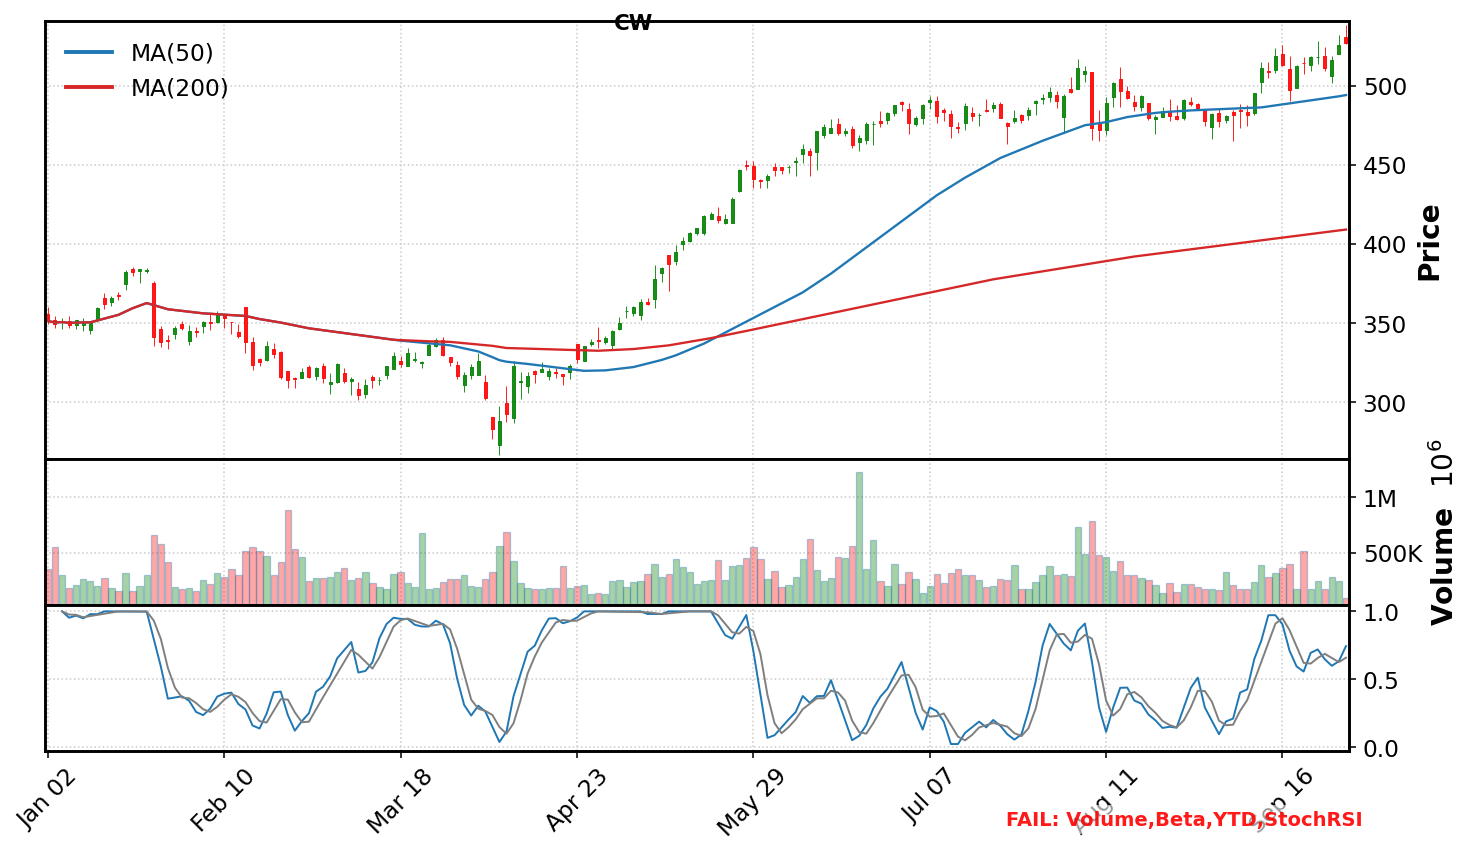 CW
MA(50)
MA(200)
500
450
400
350
300
Price
1M
500K
Volume 10^6
1.0
0.5
0.0
Jan 02
Feb 10
Mar 18
Apr 23
May 29
Jul 07
Aug 11
Sep 16
FAIL: Volume,Beta,YTD,StochRSI